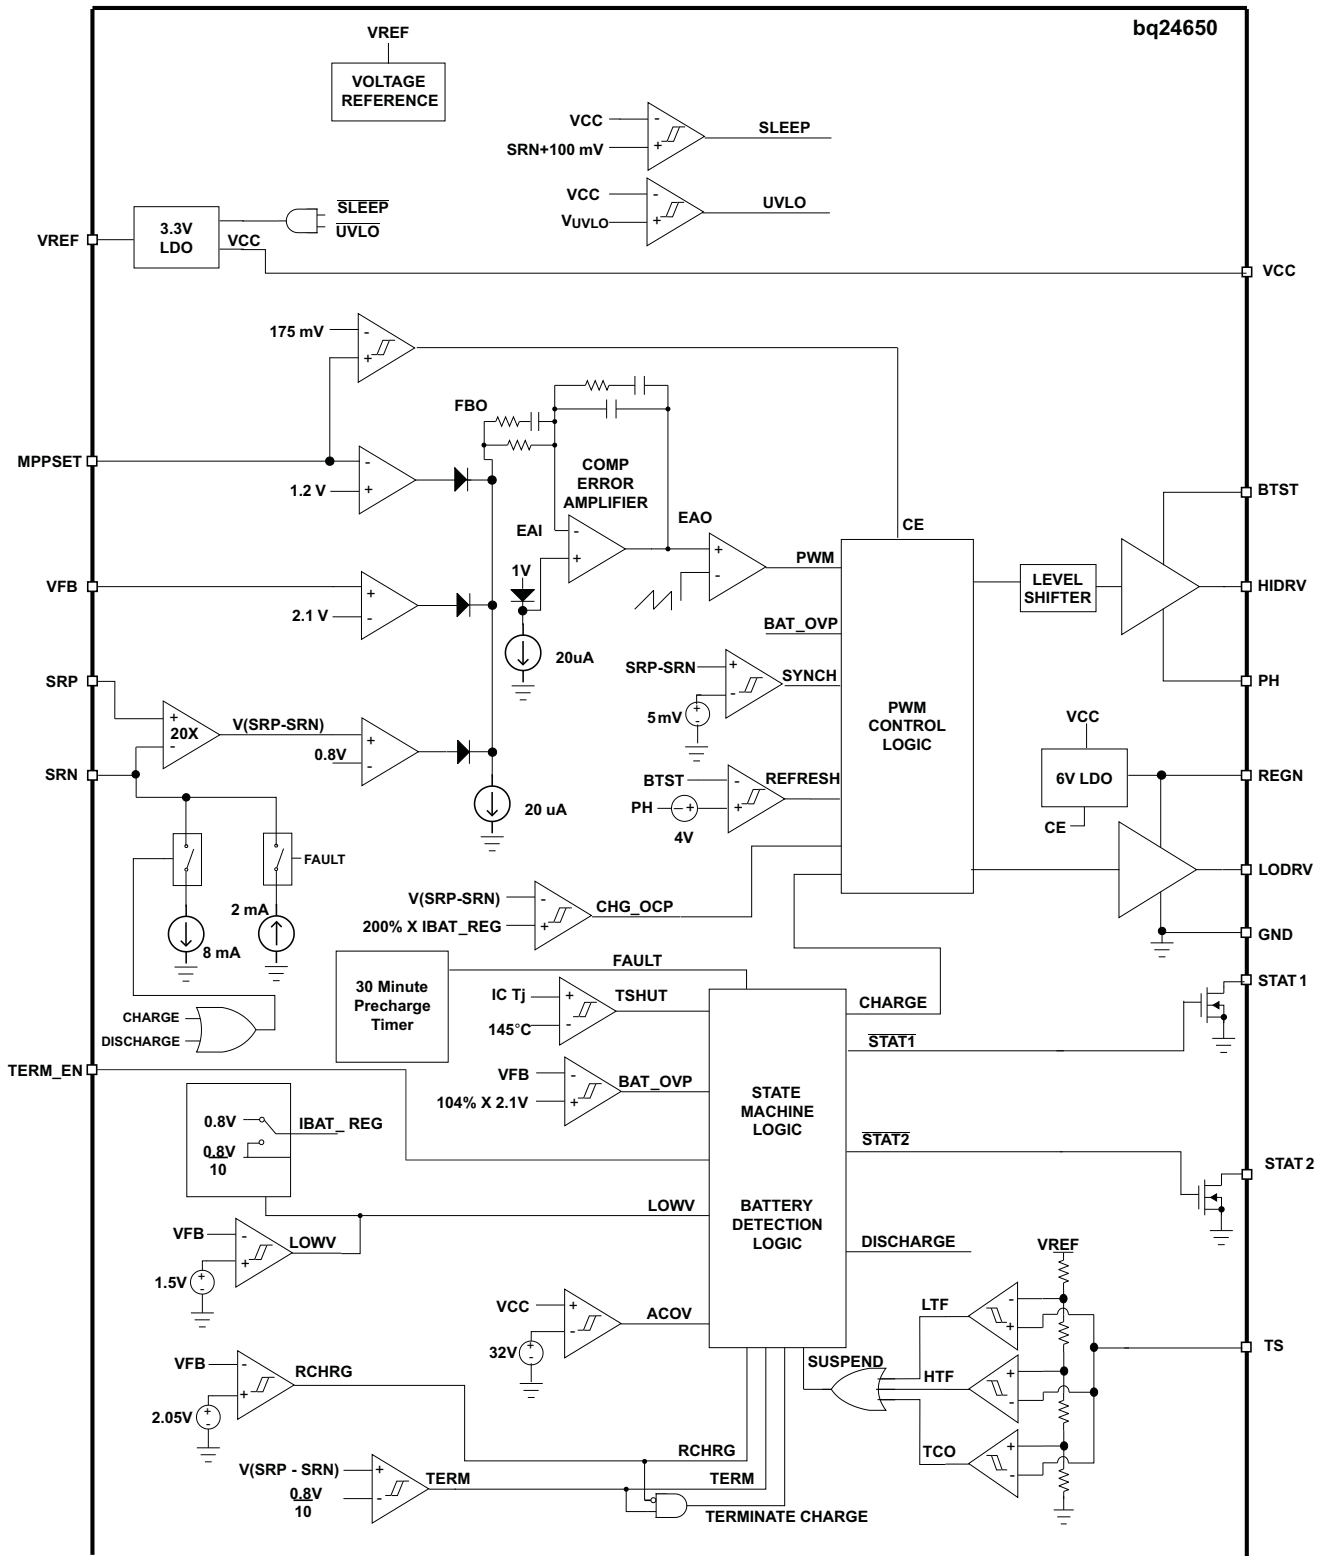 bq24650
VREF
VOLTAGE
REFERENCE
VCC
-
SLEEP
SRN+100 mV
+
VCC
-
UVLO
VUVLO
+
SLEEP
UVLO
3.3V
LDO
VCC
VREF
VCC
175 mV
-
+
FBO
MPPSET
-
1.2 V
+
COMP
ERROR
AMPLIFIER
BTST
EAI
-
+
EAO
+
-
PWM
CE
1V
VFB
+
2.1 V
-
LEVEL
SHIFTER
HIDRV
BAT_OVP
20uA
SRP
SRP-SRN
+
-
SYNCH
5mV
+
-
PH
+
20X
-
V(SRP-SRN)
+
0.8V
-
PWM
CONTROL
LOGIC
VCC
SRN
BTST
-
REFRESH
PH
- +
+
4V
6V LDO
REGN
20 uA
CE
FAULT
LODRV
2 mA
8 mA
V(SRP-SRN)
-
CHG_OCP
200% X IBAT_REG
+
GND
FAULT
30 Minute
Precharge
Timer
IC Tj
+
TSHUT
145°C
-
CHARGE
STAT1
CHARGE
DISCHARGE
STAT1
TERM_EN
VFB
-
BAT_OVP
104% X 2.1V
+
STATE
MACHINE
LOGIC
0.8V
IBAT_ REG
0.8V
10
STAT2
STAT 2
LOWV
BATTERY
DETECTION
LOGIC
VFB
-
LOWV
+
1.5V
+
-
DISCHARGE
VREF
VCC
+
ACOV
-
32V
+
-
LTF
-
+
SUSPEND
TS
VFB
-
RCHRG
+
2.05V
+
-
HTF
+
-
RCHRG
TCO
+
-
V(SRP - SRN)
+
TERM
TERM
0.8V
10
-
TERMINATE CHARGE